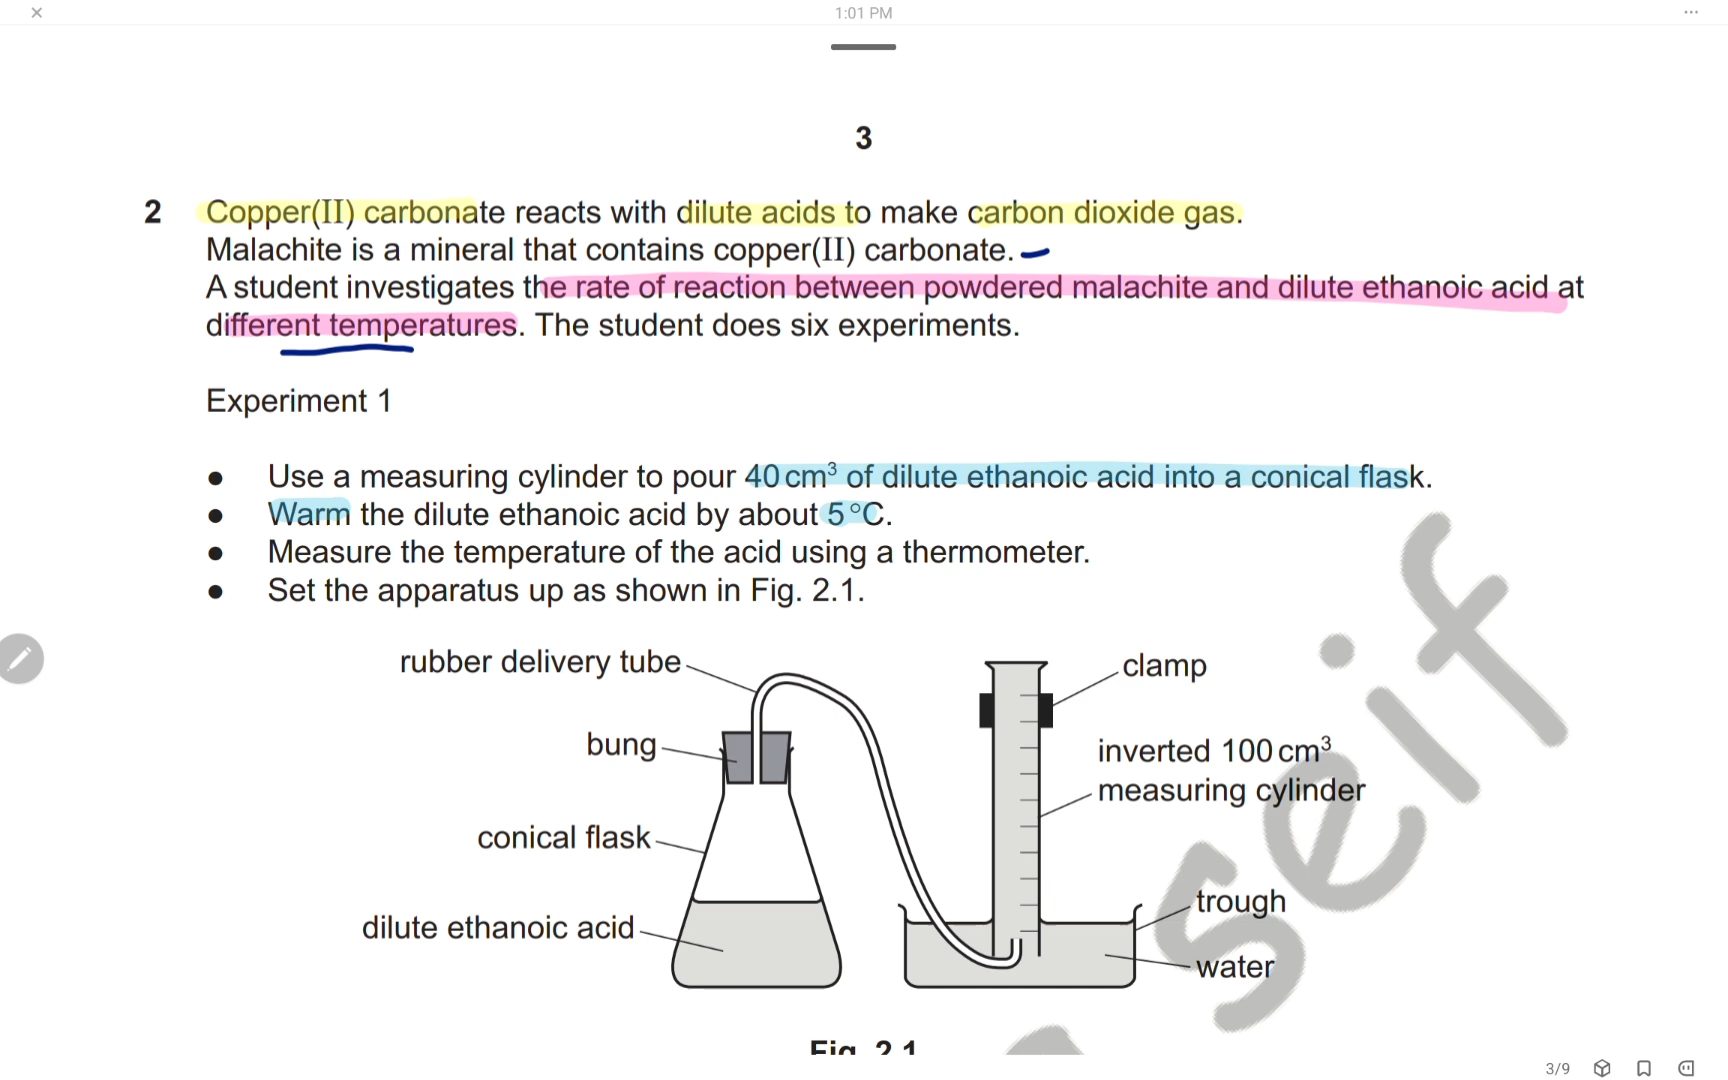 1:01 PM
3
2 Copper(II) carbonate reacts with dilute acids to make carbon dioxide gas.
Malachite is a mineral that contains copper(II) carbonate.
A student investigates the rate of reaction between powdered malachite and dilute ethanoic acid at
different temperatures. The student does six experiments.
Experiment 1
● Use a measuring cylinder to pour 40 cm³ of dilute ethanoic acid into a conical flask.
● Warm the dilute ethanoic acid by about 5 °C.
● Measure the temperature of the acid using a thermometer.
● Set the apparatus up as shown in Fig. 2.1.
rubber delivery tube
clamp
bung
inverted 100 cm³
measuring cylinder
conical flask
trough
dilute ethanoic acid
water
seif
Fig. 2.1
3/9